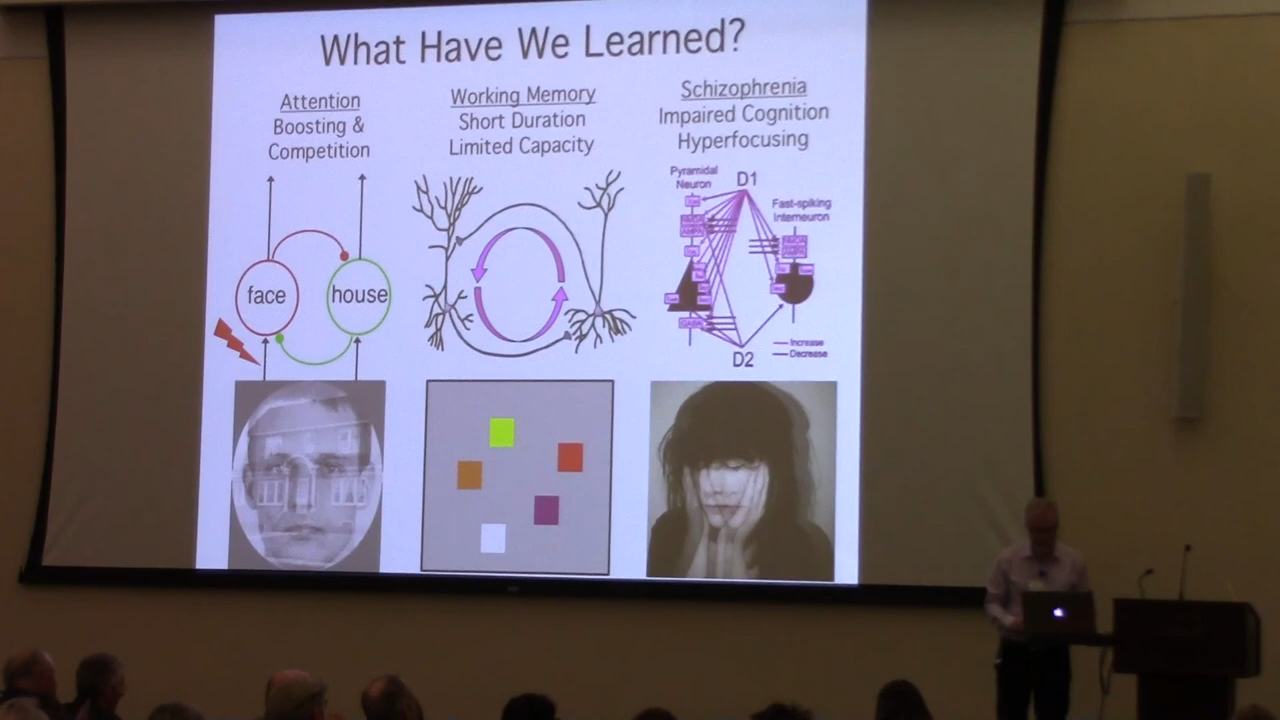 What Have We Learned?
Attention
Boosting &
Competition
Working Memory
Short Duration
Limited Capacity
Schizophrenia
Impaired Cognition
Hyperfocusing
face
house
Pyramidal
Neuron
D1
Fast-spiking
Interneuron
GABA
D2
Increase
Decrease